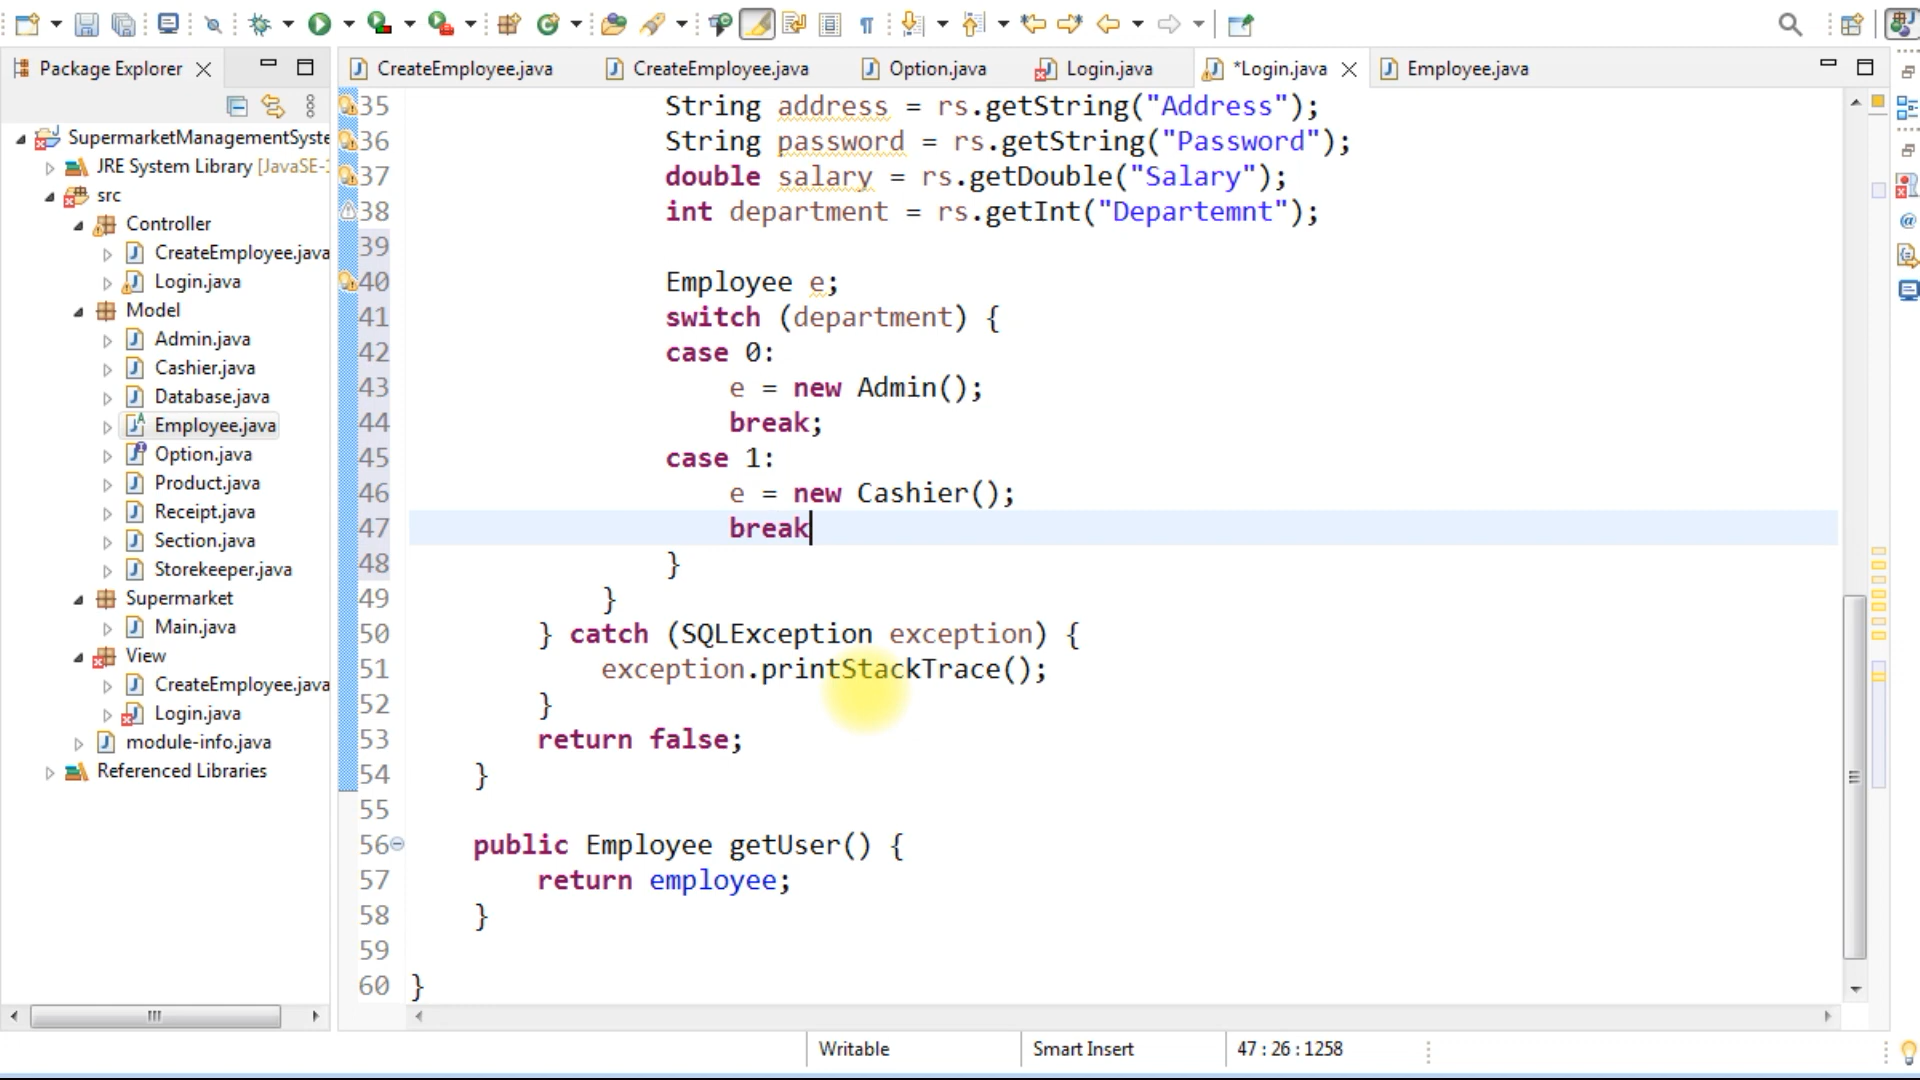 Package Explorer
CreateEmployee.java
CreateEmployee.java
Option.java
Login.java
*Login.java
Employee.java
SupermarketManagementSyste
JRE System Library [JavaSE-1
src
Controller
CreateEmployee.java
Login.java
Model
Admin.java
Cashier.java
Database.java
Employee.java
Option.java
Product.java
Receipt.java
Section.java
Storekeeper.java
Supermarket
Main.java
View
CreateEmployee.java
Login.java
module-info.java
Referenced Libraries
35 String address = rs.getString("Address");
36 String password = rs.getString("Password");
37 double salary = rs.getDouble("Salary");
38 int department = rs.getInt("Departemnt");
39
40 Employee e;
41 switch (department) {
42 case 0:
43 e = new Admin();
44 break;
45 case 1:
46 e = new Cashier();
47 break
48 }
49 }
50 } catch (SQLException exception) {
51 exception.printStackTrace();
52 }
53 return false;
54 }
55
56 public Employee getUser() {
57 return employee;
58 }
59
60 }
Writable
Smart Insert
47 : 26 : 1258